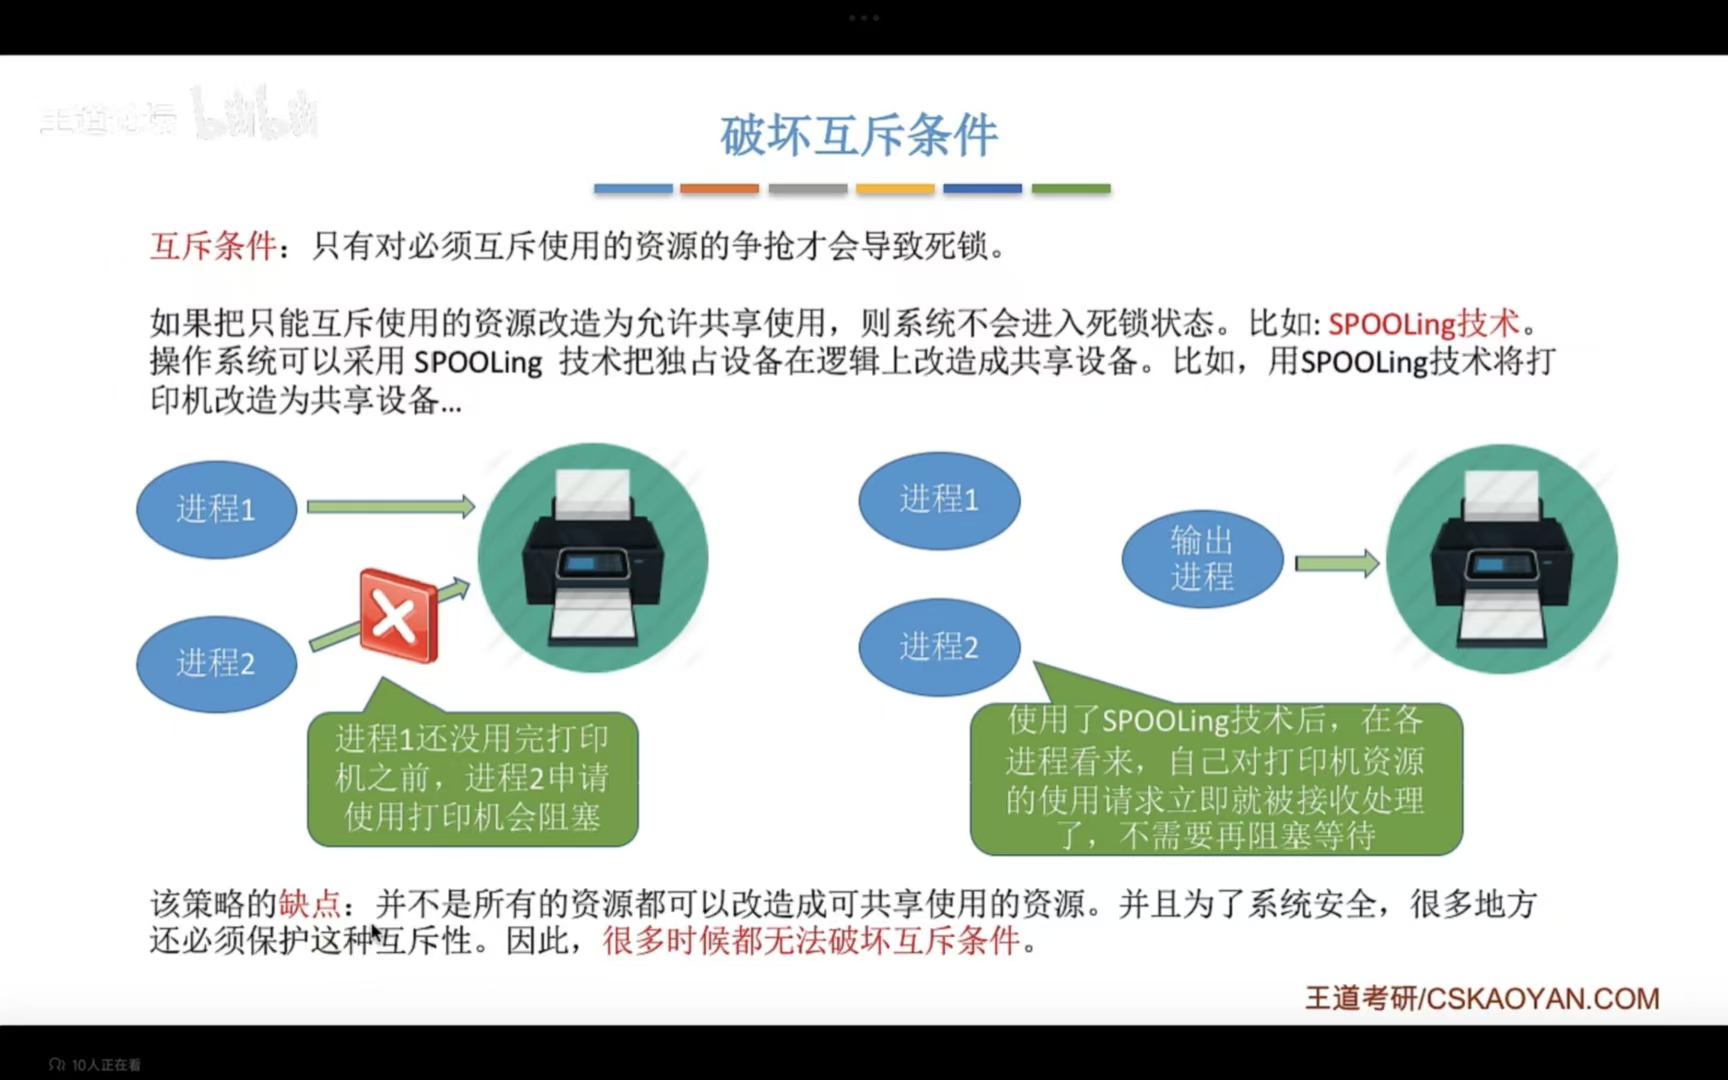 王道论坛 bilibili
破坏互斥条件
互斥条件：只有对必须互斥使用的资源的争抢才会导致死锁。
如果把只能互斥使用的资源改造为允许共享使用，则系统不会进入死锁状态。比如: SPOOLing技术。
操作系统可以采用 SPOOLing 技术把独占设备在逻辑上改造成共享设备。比如，用SPOOLing技术将打
印机改造为共享设备...
进程1
进程2
进程1还没用完打印
机之前，进程2申请
使用打印机会阻塞
进程1
进程2
输出
进程
使用了SPOOLing技术后，在各
进程看来，自己对打印机资源
的使用请求立即就被接收处理
了，不需要再阻塞等待
该策略的缺点：并不是所有的资源都可以改造成可共享使用的资源。并且为了系统安全，很多地方
还必须保护这种互斥性。因此，很多时候都无法破坏互斥条件。
王道考研/CSKAOYAN.COM
10人正在看